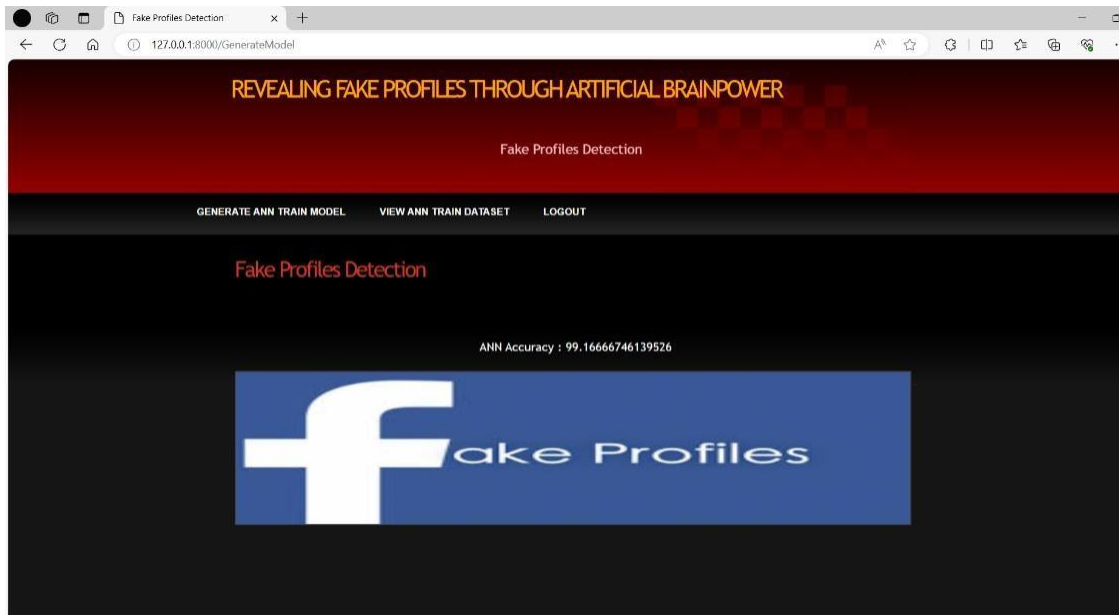 Fake Profiles Detection
127.0.0.1:8000/GenerateModel
REVEALING FAKE PROFILES THROUGH ARTIFICIAL BRAINPOWER
Fake Profiles Detection
GENERATE ANN TRAIN MODEL VIEW ANN TRAIN DATASET LOGOUT
Fake Profiles Detection
ANN Accuracy : 99.16666746139526
fake Profiles